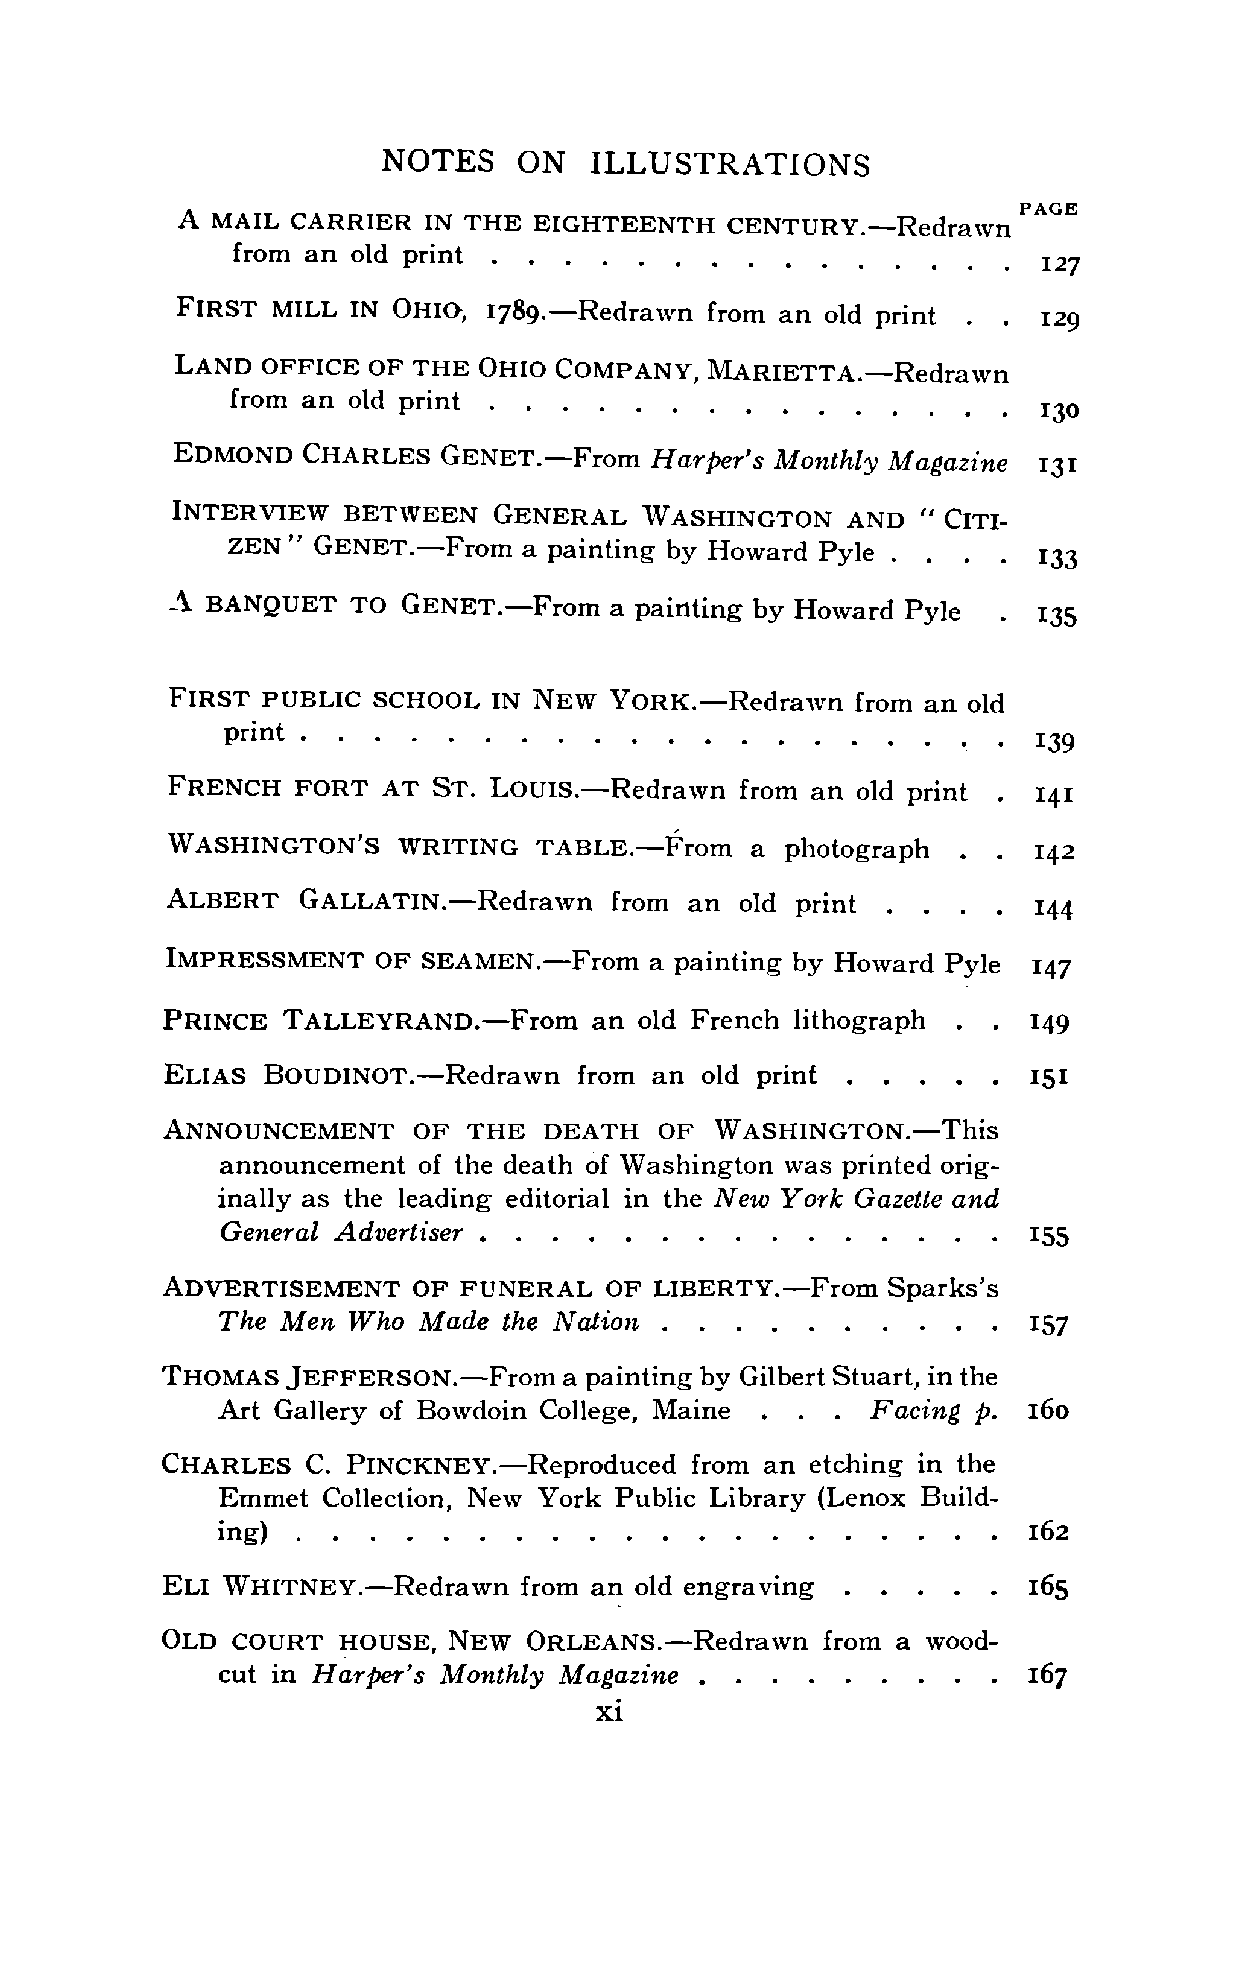 NOTES ON ILLUSTRATIONS
PAGE
A MAIL CARRIER IN THE EIGHTEENTH CENTURY.—Redrawn
from an old print . . . . . . . . . . . . . . . 127
FIRST MILL IN OHIO, 1789.—Redrawn from an old print . . 129
LAND OFFICE OF THE OHIO COMPANY, MARIETTA.—Redrawn
from an old print . . . . . . . . . . . . . . . 130
EDMOND CHARLES GENET.—From Harper's Monthly Magazine 131
INTERVIEW BETWEEN GENERAL WASHINGTON AND "CITI-
ZEN" GENET.—From a painting by Howard Pyle . . . . 133
A BANQUET TO GENET.—From a painting by Howard Pyle . 135
FIRST PUBLIC SCHOOL IN NEW YORK.—Redrawn from an old
print . . . . . . . . . . . . . . . . . . . . 139
FRENCH FORT AT ST. LOUIS.—Redrawn from an old print . 141
WASHINGTON'S WRITING TABLE.—From a photograph . . 142
ALBERT GALLATIN.—Redrawn from an old print . . . . 144
IMPRESSMENT OF SEAMEN.—From a painting by Howard Pyle 147
PRINCE TALLEYRAND.—From an old French lithograph . . 149
ELIAS BOUDINOT.—Redrawn from an old print . . . . . 151
ANNOUNCEMENT OF THE DEATH OF WASHINGTON.—This
announcement of the death of Washington was printed orig-
inally as the leading editorial in the New York Gazette and
General Advertiser . . . . . . . . . . . . . . . 155
ADVERTISEMENT OF FUNERAL OF LIBERTY.—From Sparks's
The Men Who Made the Nation . . . . . . . . . . 157
THOMAS JEFFERSON.—From a painting by Gilbert Stuart, in the
Art Gallery of Bowdoin College, Maine . . . Facing p. 160
CHARLES C. PINCKNEY.—Reproduced from an etching in the
Emmet Collection, New York Public Library (Lenox Build-
ing) . . . . . . . . . . . . . . . . . . . . 162
ELI WHITNEY.—Redrawn from an old engraving . . . . . 165
OLD COURT HOUSE, NEW ORLEANS.—Redrawn from a wood-
cut in Harper's Monthly Magazine . . . . . . . . . 167
xi